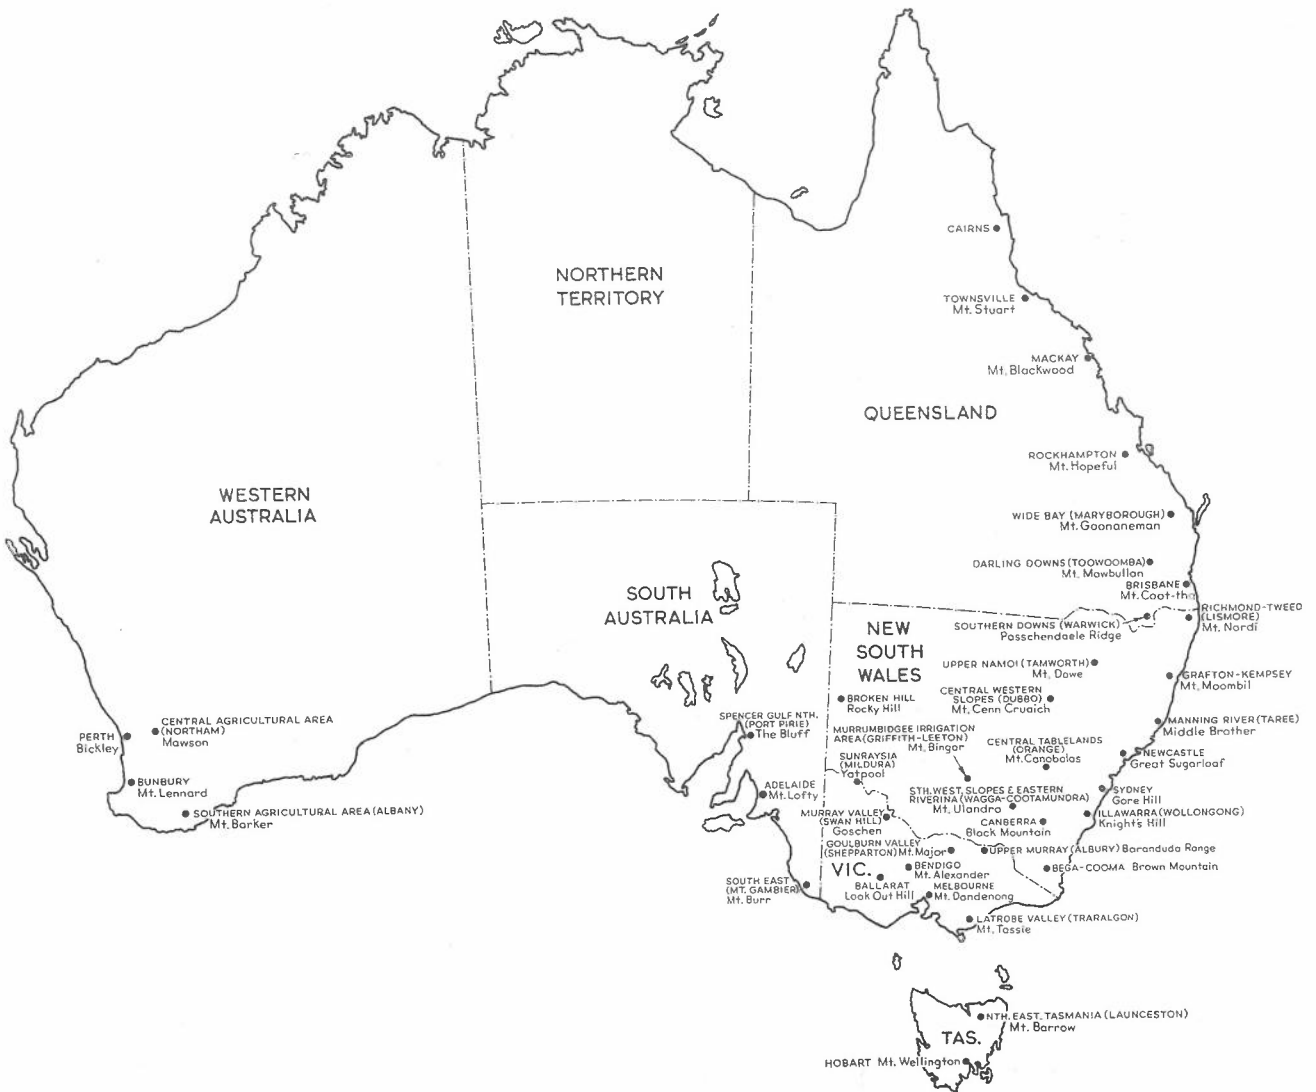 CAIRNS
NORTHERN
TERRITORY
TOWNSVILLE
Mt. Stuart
MACKAY
Mt. Blackwood
QUEENSLAND
ROCKHAMPTON
Mt. Hopeful
WESTERN
AUSTRALIA
WIDE BAY (MARYBOROUGH)
Mt. Goonaneman
DARLING DOWNS (TOOWOOMBA)
Mt. Mowbullan
BRISBANE
Mt. Coot-tha
SOUTH
AUSTRALIA
RICHMOND-TWEED
(LISMORE)
Mt. Nardi
SOUTHERN DOWNS (WARWICK)
Passchendaele Ridge
NEW
SOUTH
WALES
UPPER NAMOI (TAMWORTH)
Mt. Dowe
GRAFTON-KEMPSEY
Mt. Moombil
BROKEN HILL
Rocky Hill
CENTRAL WESTERN
SLOPES (DUBBO)
Mt. Cenn Cruaich
SPENCER GULF NTH.
(PORT PIRIE)
The Bluff
MANNING RIVER (TAREE)
Middle Brother
CENTRAL AGRICULTURAL AREA
(NORTHAM)
Mawson
PERTH
Bickley
MURRUMBIDGEE IRRIGATION
AREA (GRIFFITH-LEETON)
Mt. Bingar
CENTRAL TABLELANDS
(ORANGE)
Mt. Canobolas
NEWCASTLE
Great Sugarloaf
SUNRAYSIA
(MILDURA)
Yatpool
BUNBURY
Mt. Lennard
ADELAIDE
Mt. Lofty
STH. WEST. SLOPES & EASTERN
RIVERINA (WAGGA-COOTAMUNDRA)
Mt. Ulandra
SYDNEY
Gore Hill
SOUTHERN AGRICULTURAL AREA (ALBANY)
Mt. Barker
MURRAY VALLEY
(SWAN HILL)
Goschen
CANBERRA
Black Mountain
ILLAWARRA (WOLLONGONG)
Knight's Hill
GOULBURN VALLEY
(SHEPPARTON) Mt. Major
UPPER MURRAY (ALBURY) Baranduda Range
VIC.
BENDIGO
Mt. Alexander
BEGA-COOMA Brown Mountain
SOUTH EAST
(MT. GAMBIER)
Mt. Burr
BALLARAT
Look Out Hill
MELBOURNE
Mt. Dandenong
LATROBE VALLEY (TRARALGON)
Mt. Tassie
NTH. EAST. TASMANIA (LAUNCESTON)
Mt. Barrow
TAS.
HOBART Mt. Wellington